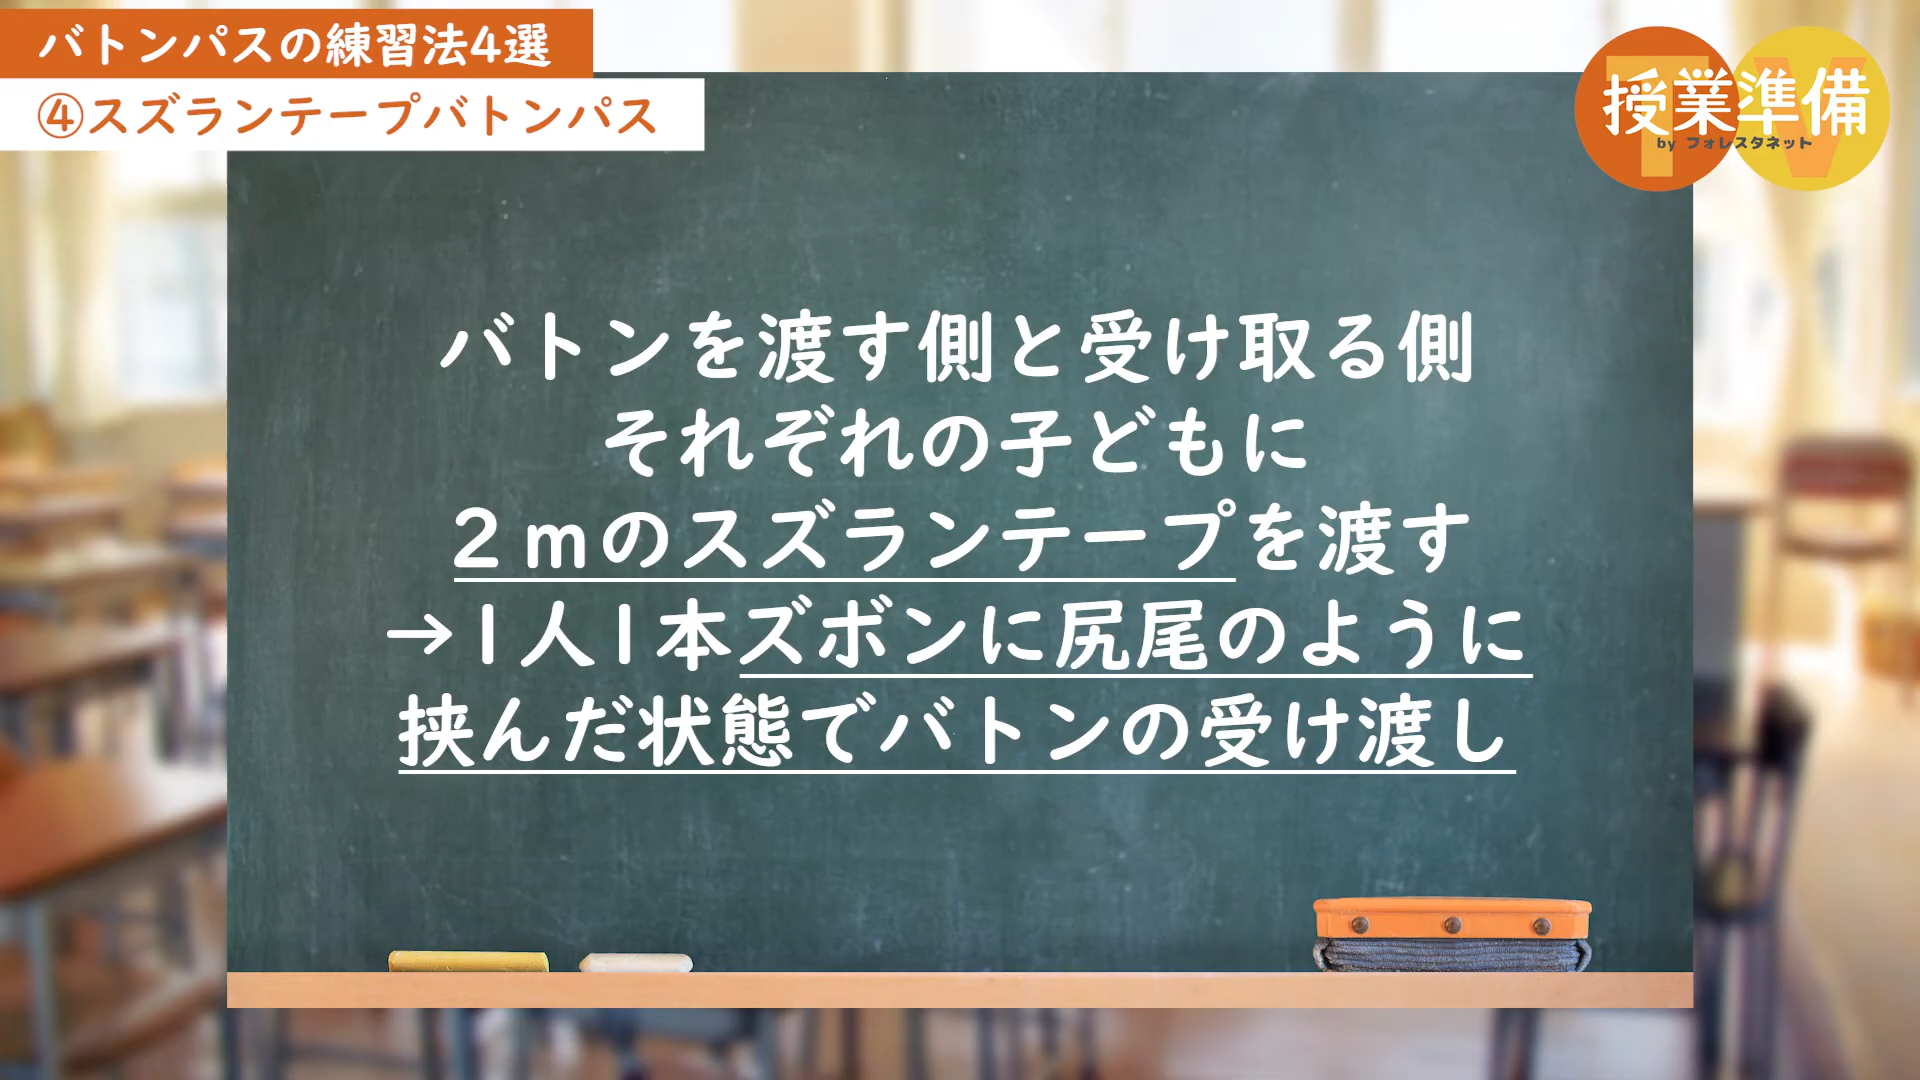 バトンパスの練習法4選
④スズランテープバトンパス
授業準備
TV
by フォレスタネット
バトンを渡す側と受け取る側
それぞれの子どもに
２ｍのスズランテープを渡す
→1人1本ズボンに尻尾のように
挟んだ状態でバトンの受け渡し